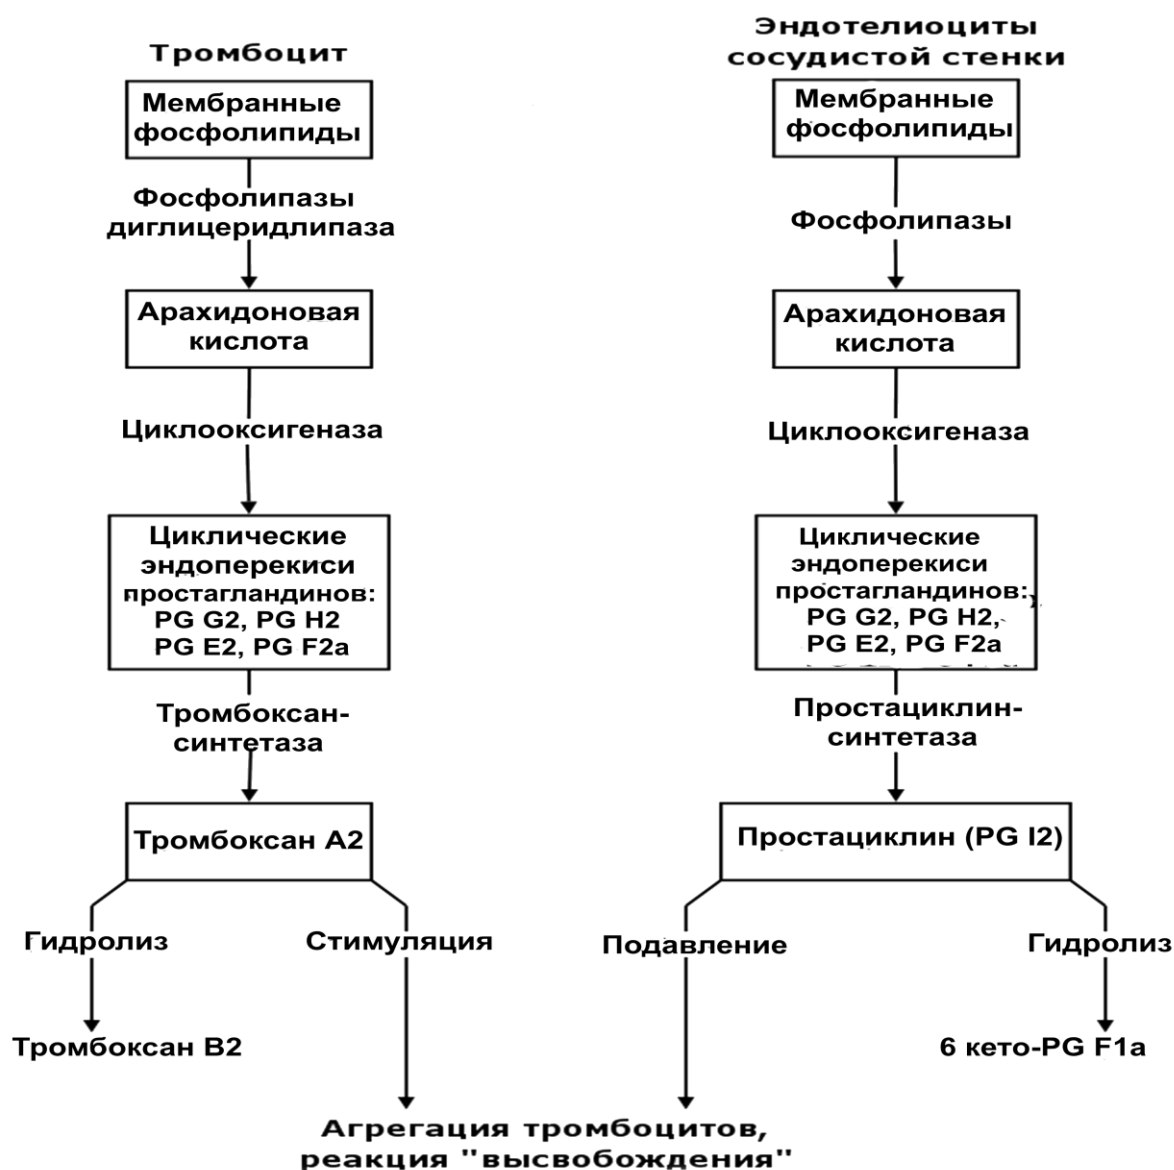 Тромбоцит
Мембранные
фосфолипиды
Фосфолипазы
диглицеридлипаза
Арахидоновая
кислота
Циклооксигеназа
Циклические
эндоперекиси
простагландинов:
PG G2, PG H2
PG E2, PG F2a
Тромбоксан-
синтетаза
Тромбоксан A2
Гидролиз
Стимуляция
Тромбоксан B2
Эндотелиоциты
сосудистой стенки
Мембранные
фосфолипиды
Фосфолипазы
Арахидоновая
кислота
Циклооксигеназа
Циклические
эндоперекиси
простагландинов:
PG G2, PG H2,
PG E2, PG F2a
Простациклин-
синтетаза
Простациклин (PG I2)
Подавление
Гидролиз
6 кето-PG F1a
Агрегация тромбоцитов,
реакция "высвобождения"